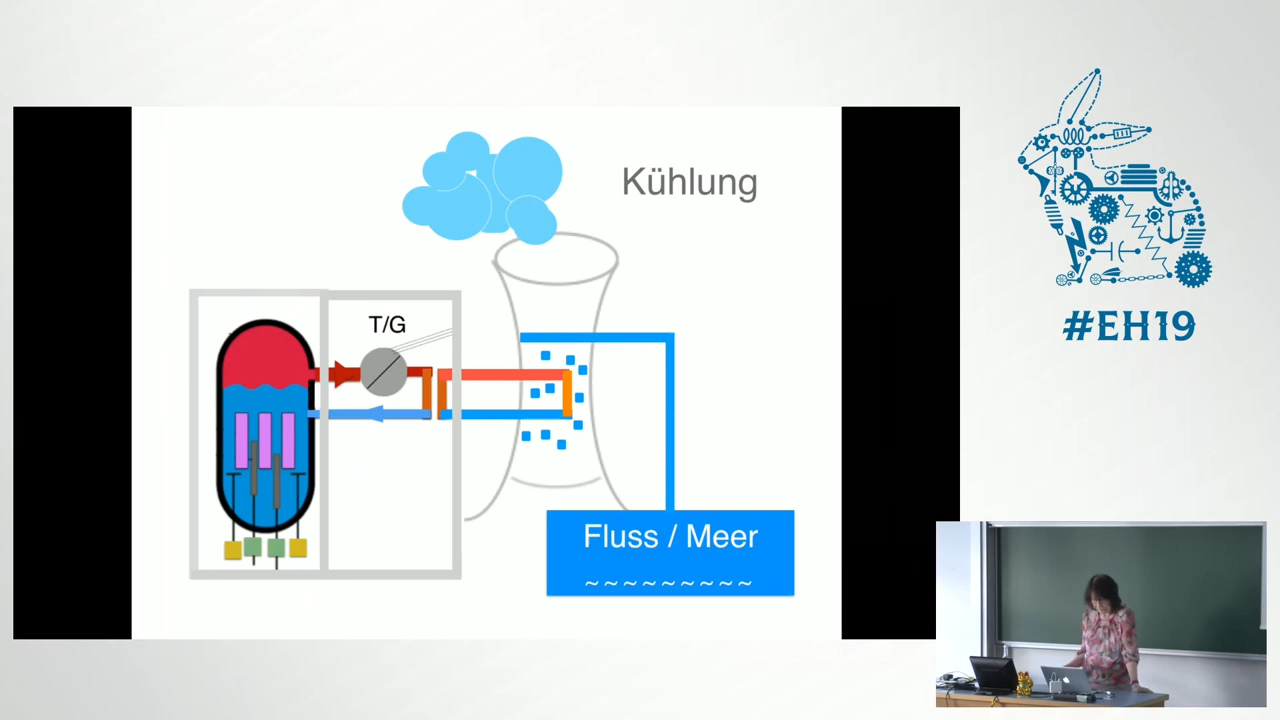 Kühlung
T/G
Fluss / Meer
~ ~ ~ ~ ~ ~ ~ ~ ~
#EH19